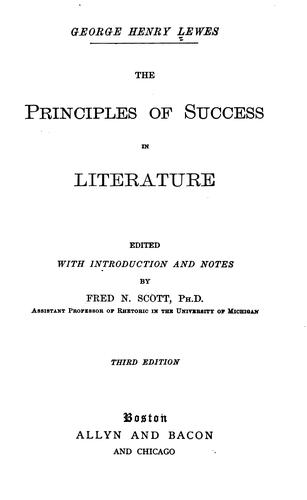 GEORGE HENRY LEWES
THE
PRINCIPLES OF SUCCESS
IN
LITERATURE
EDITED
WITH INTRODUCTION AND NOTES
BY
FRED N. SCOTT, PH.D.
ASSISTANT PROFESSOR OF RHETORIC IN THE UNIVERSITY OF MICHIGAN
THIRD EDITION
Boston
ALLYN AND BACON
AND CHICAGO